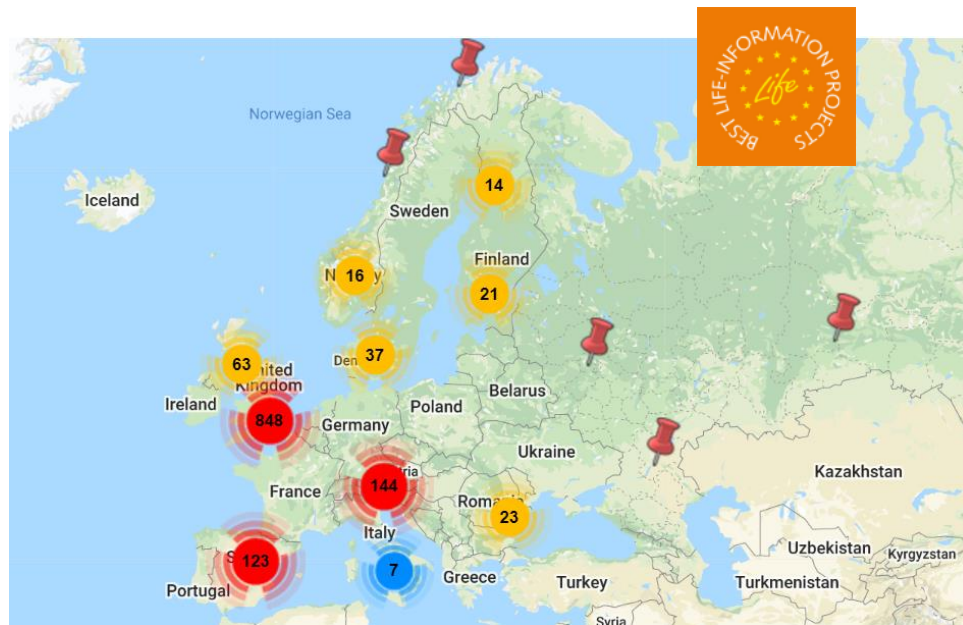 BEST LIFE-INFORMATION PROJECTS
Life
Norwegian Sea
Iceland
14
Sweden
Finland
16
21
37
63
United
Kingdom
Ireland
848
Belarus
Poland
Germany
Ukraine
Kazakhstan
144
France
23
Italy
Uzbekistan
Kyrgyzstan
123
7
Greece
Turkey
Turkmenistan
Portugal
Syria